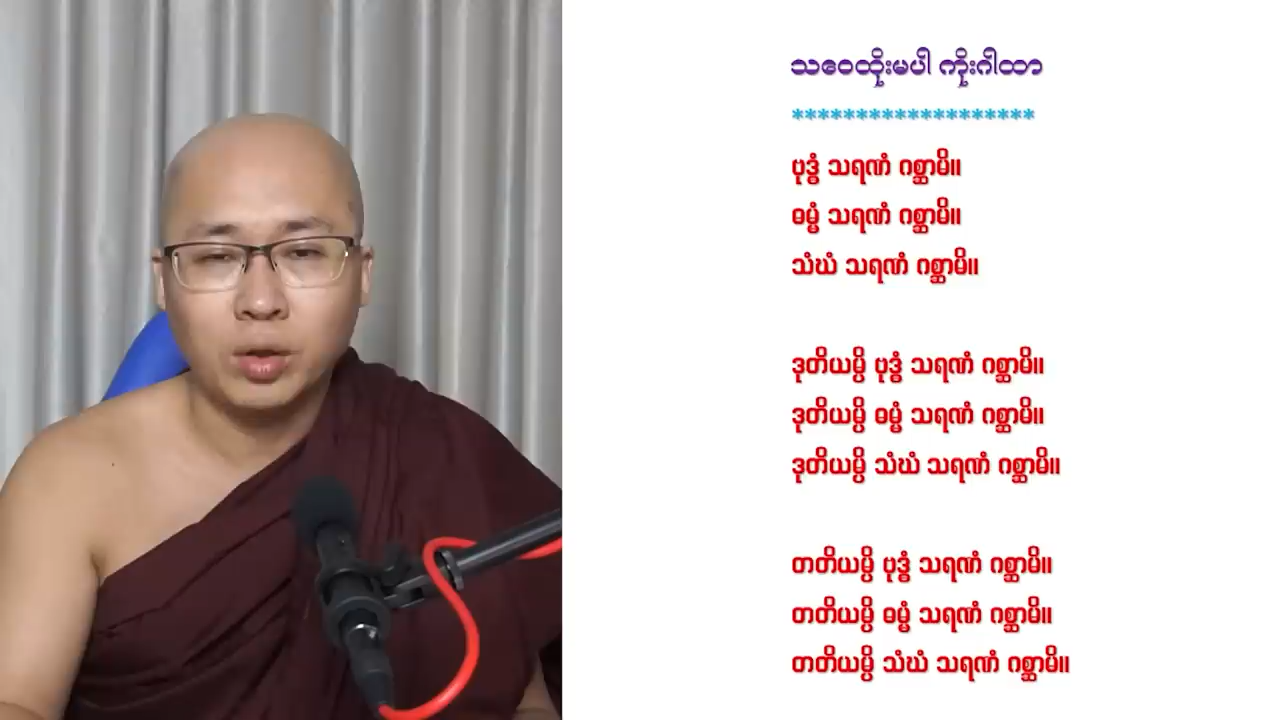 သဝေထိုးမပါ ကိုးဂါထာ
*******************
ဗုဒ္ဓံ သရဏံ ဂစ္ဆာမိ။
ဓမ္မံ သရဏံ ဂစ္ဆာမိ။
သံဃံ သရဏံ ဂစ္ဆာမိ။
ဒုတိယမ္ပိ ဗုဒ္ဓံ သရဏံ ဂစ္ဆာမိ။
ဒုတိယမ္ပိ ဓမ္မံ သရဏံ ဂစ္ဆာမိ။
ဒုတိယမ္ပိ သံဃံ သရဏံ ဂစ္ဆာမိ။
တတိယမ္ပိ ဗုဒ္ဓံ သရဏံ ဂစ္ဆာမိ။
တတိယမ္ပိ ဓမ္မံ သရဏံ ဂစ္ဆာမိ။
တတိယမ္ပိ သံဃံ သရဏံ ဂစ္ဆာမိ။